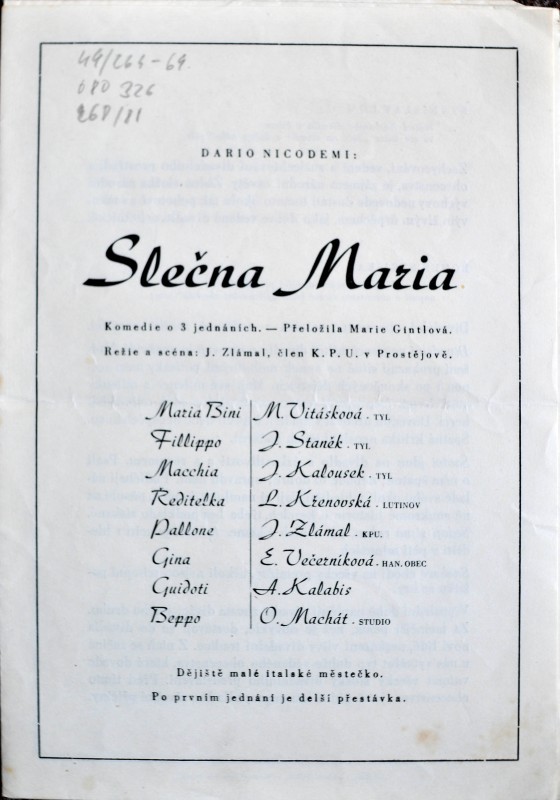 49/264-69
080 326
268/81
DARIO NICODEMI:
Slečna Maria
Komedie o 3 jednáních. — Přeložila Marie Gintlová.
Režie a scéna: J. Zlámal, člen K. P. U. v Prostějově.
Maria Bini M. Vitásková - TYL
Fillippo J. Staněk - TYL
Macchia J. Kalousek - TYL
Ředitelka L. Křenovská - LUTINOV
Pallone J. Zlámal - KPU.
Gina E. Večerníková - HAN. OBEC
Guidoti A. Kalabis
Beppo O. Machát - STUDIO
Dějiště malé italské městečko.
Po prvním jednání je delší přestávka.